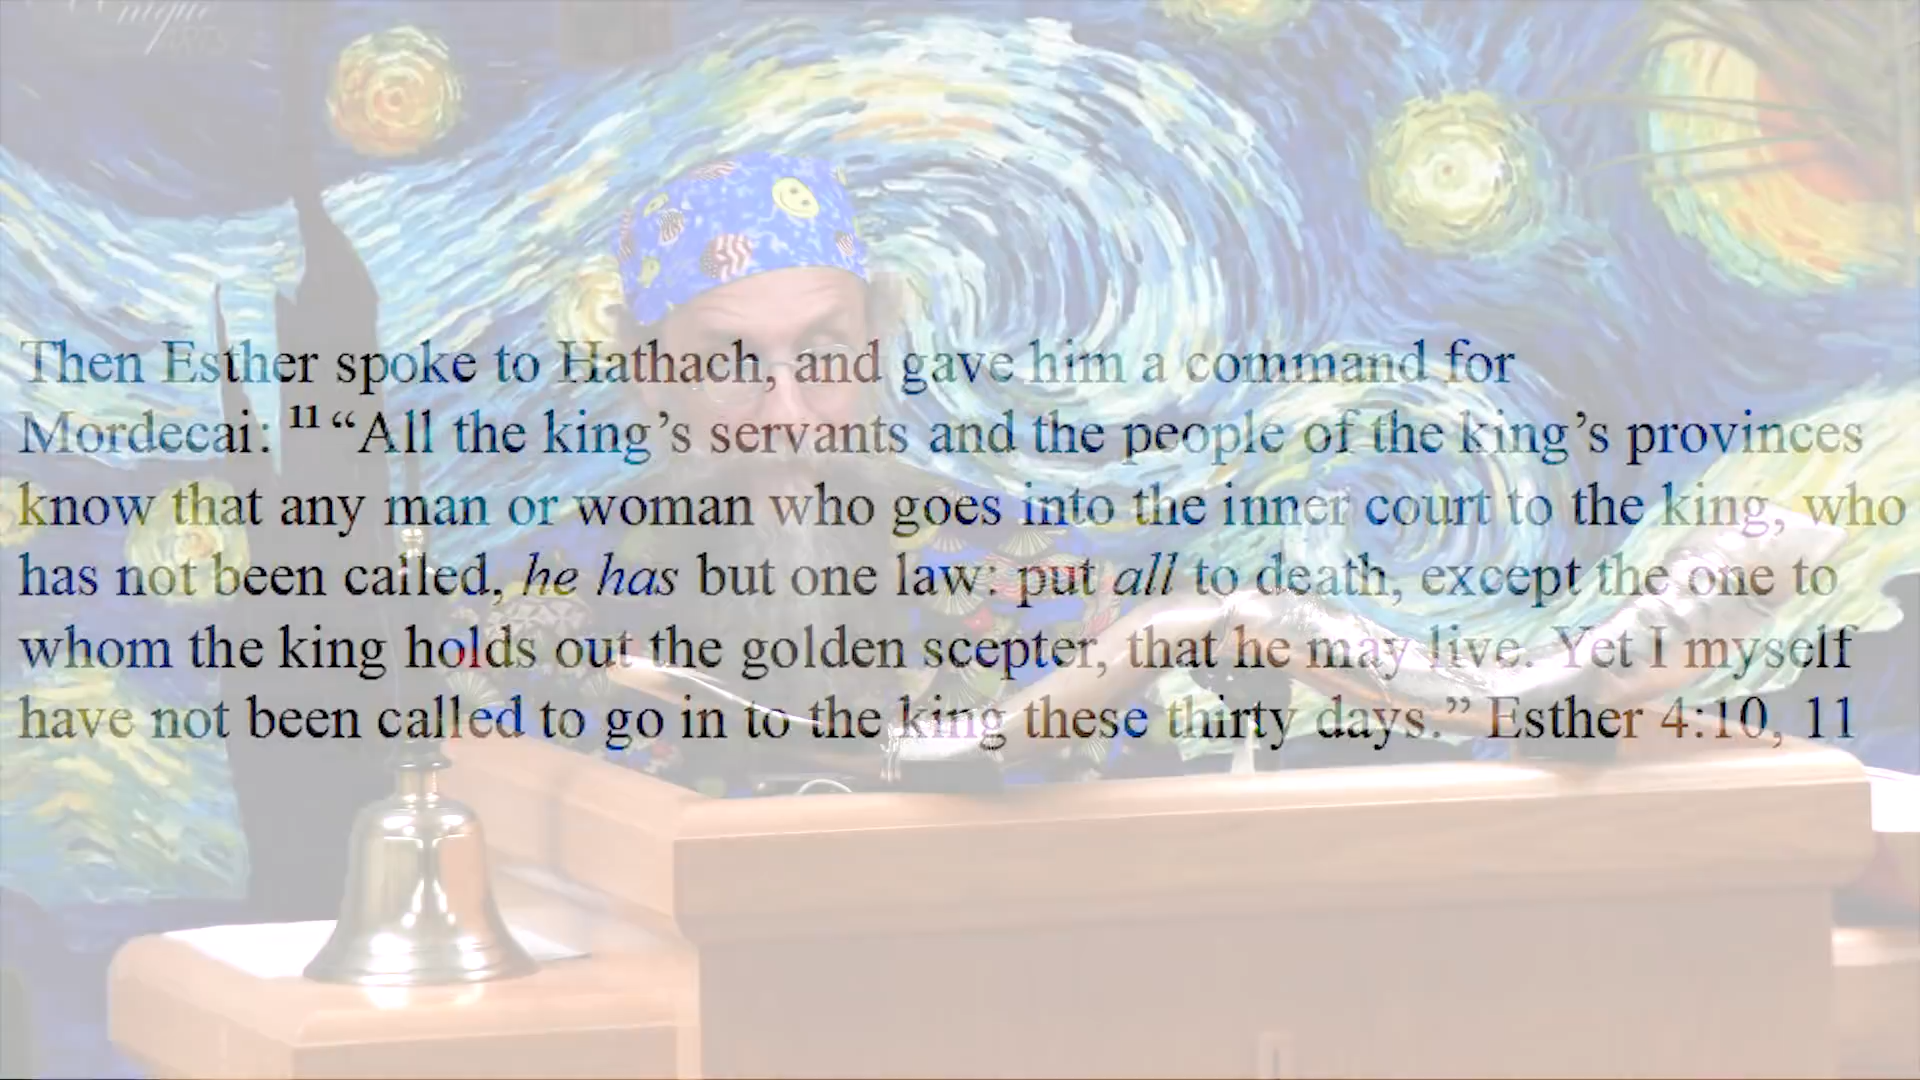 nique
ARTS
Then Esther spoke to Hathach, and gave him a command for
Mordecai: 11 “All the king’s servants and the people of the king’s provinces
know that any man or woman who goes into the inner court to the king, who
has not been called, he has but one law: put all to death, except the one to
whom the king holds out the golden scepter, that he may live. Yet I myself
have not been called to go in to the king these thirty days.” Esther 4:10, 11